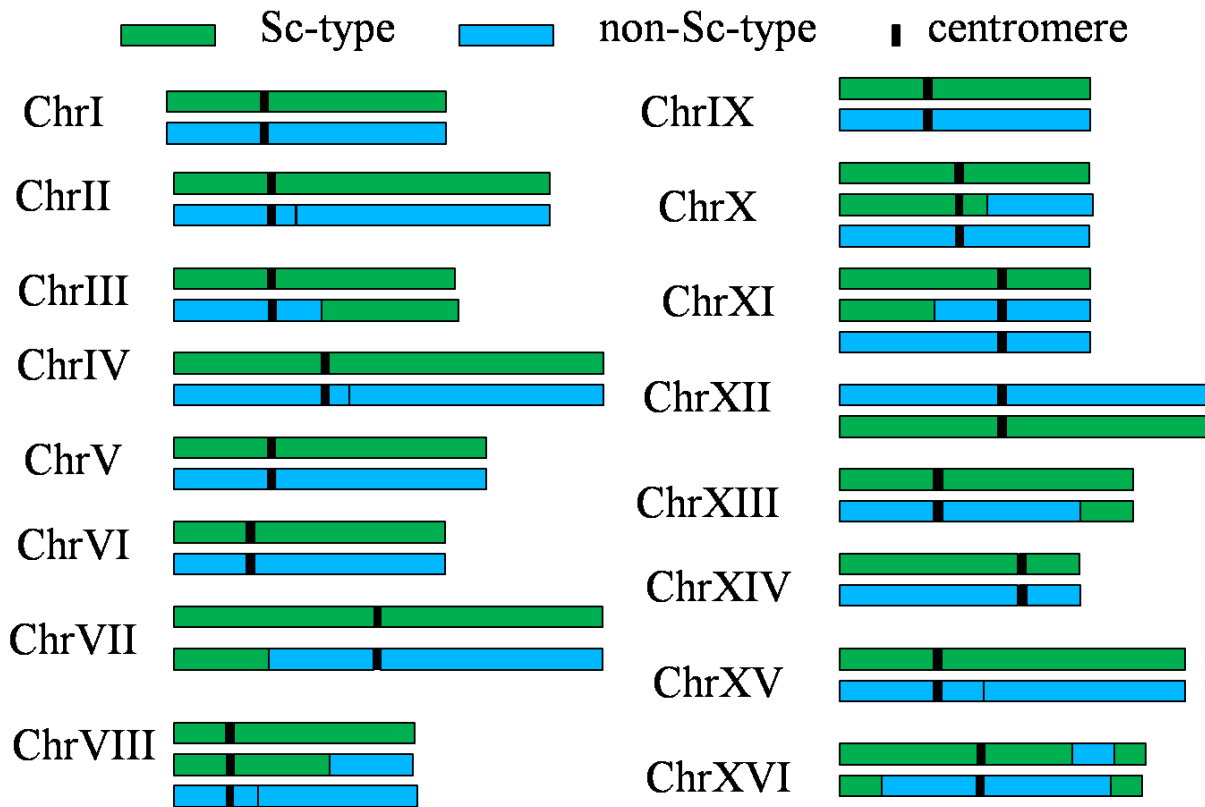 Sc-type non-Sc-type centromere
ChrI
ChrII
ChrIII
ChrIV
ChrV
ChrVI
ChrVII
ChrVIII
ChrIX
ChrX
ChrXI
ChrXII
ChrXIII
ChrXIV
ChrXV
ChrXVI